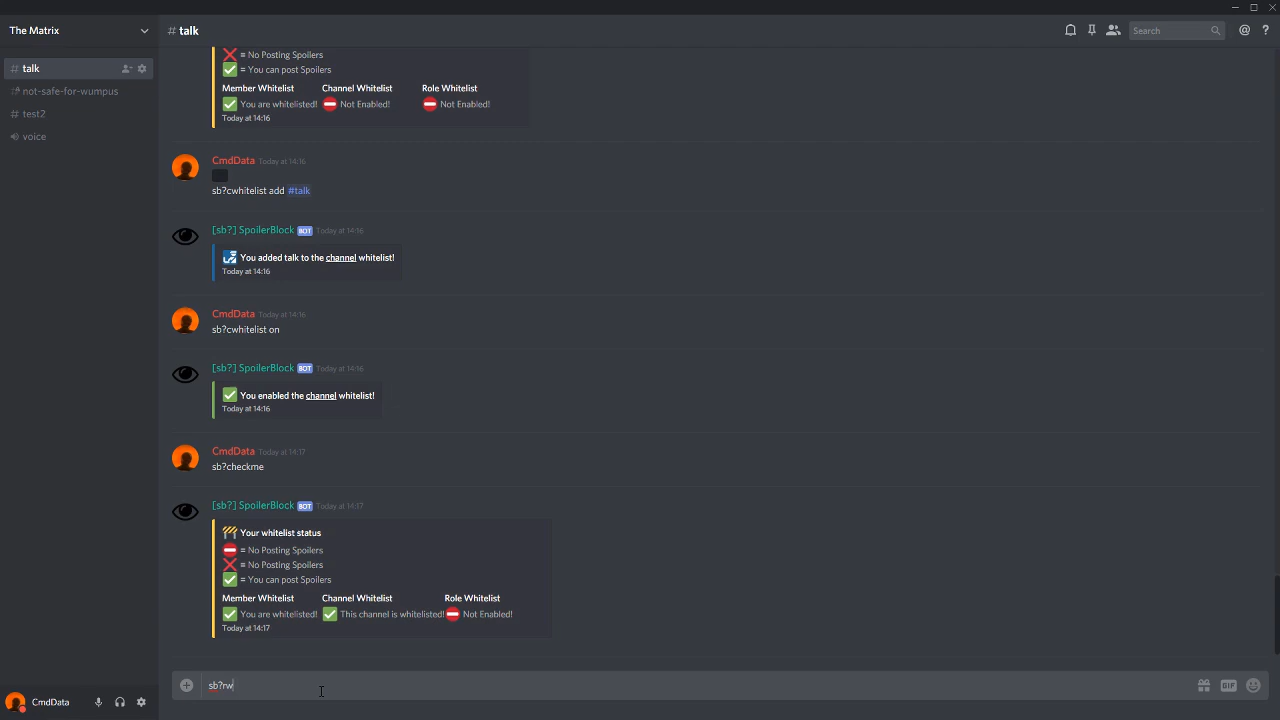 The Matrix
# talk
Search
@
?
# talk
not-safe-for-wumpus
# test2
voice
= No Posting Spoilers
= You can post Spoilers
Member Whitelist Channel Whitelist Role Whitelist
You are whitelisted! Not Enabled! Not Enabled!
Today at 14:16
CmdData Today at 14:16
sb?cwhitelist add #talk
[sb?] SpoilerBlock BOT Today at 14:16
You added talk to the channel whitelist!
Today at 14:16
CmdData Today at 14:16
sb?cwhitelist on
[sb?] SpoilerBlock BOT Today at 14:16
You enabled the channel whitelist!
Today at 14:16
CmdData Today at 14:17
sb?checkme
[sb?] SpoilerBlock BOT Today at 14:17
Your whitelist status
= No Posting Spoilers
= No Posting Spoilers
= You can post Spoilers
Member Whitelist Channel Whitelist Role Whitelist
You are whitelisted! This channel is whitelisted! Not Enabled!
Today at 14:17
sb?rw
GIF
CmdData